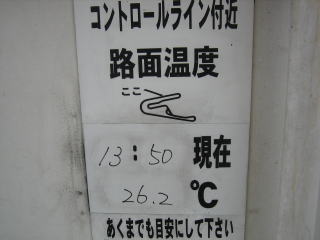 コントロールライン付近
路面温度
ここ
13:50 現在
26.2 ℃
あくまでも目安にして下さい